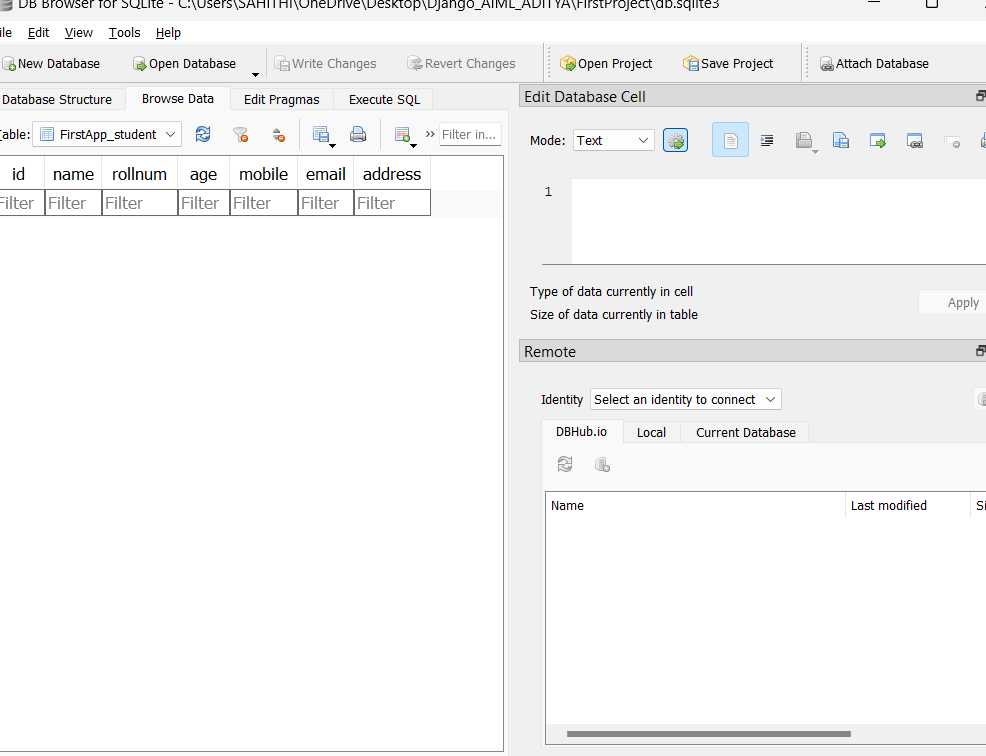 DB Browser for SQLite - C:\Users\SAHITHI\OneDrive\Desktop\Django_AIML_ADITYA\FirstProject\db.sqlite3
ile Edit View Tools Help
New Database Open Database Write Changes Revert Changes Open Project Save Project Attach Database
Database Structure Browse Data Edit Pragmas Execute SQL
Table: FirstApp_student Filter in...
id name rollnum age mobile email address
Filter Filter Filter Filter Filter Filter Filter
Edit Database Cell
Mode: Text
1
Type of data currently in cell
Size of data currently in table
Apply
Remote
Identity Select an identity to connect
DBHub.io Local Current Database
Name Last modified Si